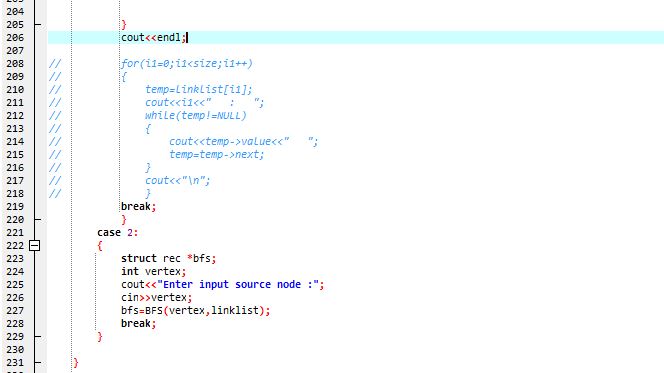 203
204
205 }
206 cout<<endl;
207
208 // for(i1=0;i1<size;i1++)
209 // {
210 // temp=linklist[i1];
211 // cout<<i1<<"   :   ";
212 // while(temp!=NULL)
213 // {
214 // cout<<temp->value<<"   ";
215 // temp=temp->next;
216 // }
217 // cout<<"\n";
218 // }
219 break;
220 }
221 case 2:
222 {
223 struct rec *bfs;
224 int vertex;
225 cout<<"Enter input source node :";
226 cin>>vertex;
227 bfs=BFS(vertex,linklist);
228 break;
229 }
230
231 }